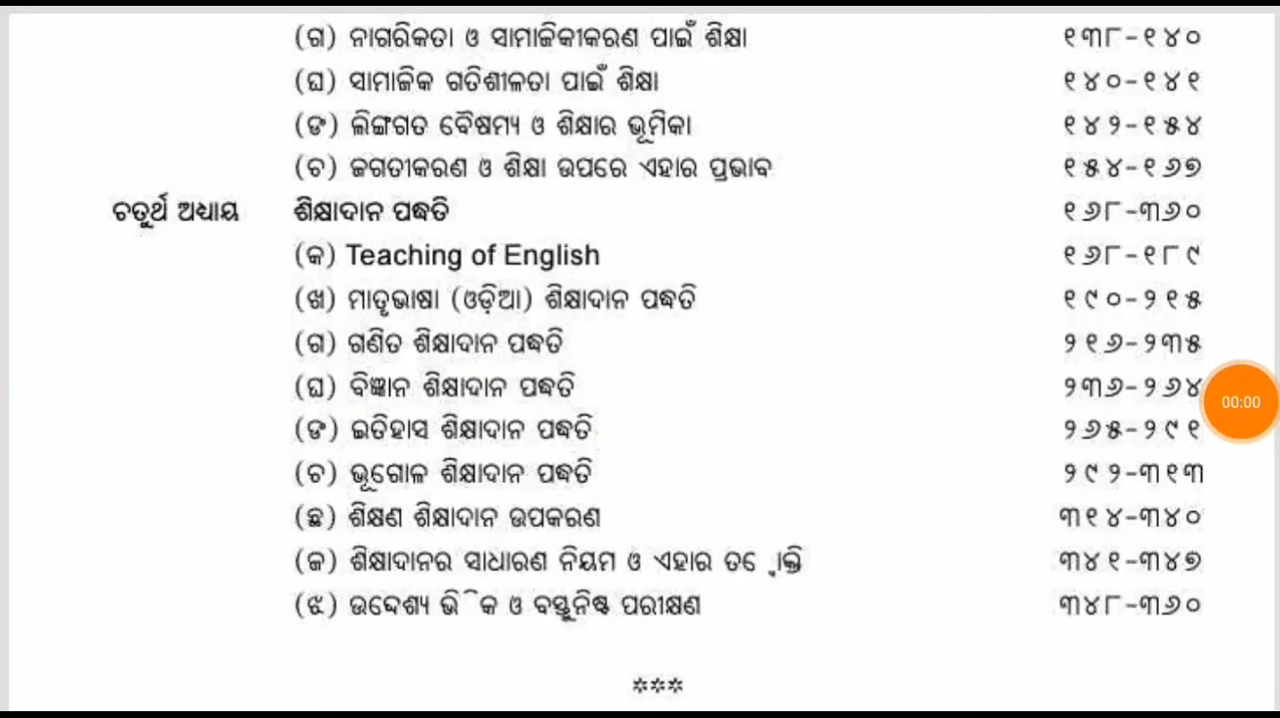 (ଗ) ନାଗରିକତା ଓ ସାମାଜିକୀକରଣ ପାଇଁ ଶିକ୍ଷା ୧୩୮-୧୪୦
(ଘ) ସାମାଜିକ ଗତିଶୀଳତା ପାଇଁ ଶିକ୍ଷା ୧୪୦-୧୪୧
(ଙ) ଲିଙ୍ଗଗତ ବୈଷମ୍ୟ ଓ ଶିକ୍ଷାର ଭୂମିକା ୧୪୨-୧୫୪
(ଚ) ଜଗତୀକରଣ ଓ ଶିକ୍ଷା ଉପରେ ଏହାର ପ୍ରଭାବ ୧୫୪-୧୬୭
ଚତୁର୍ଥ ଅଧ୍ୟାୟ ଶିକ୍ଷାଦାନ ପଦ୍ଧତି ୧୬୮-୩୬୦
(କ) Teaching of English ୧୬୮-୧୮୯
(ଖ) ମାତୃଭାଷା (ଓଡ଼ିଆ) ଶିକ୍ଷାଦାନ ପଦ୍ଧତି ୧୯୦-୨୧୫
(ଗ) ଗଣିତ ଶିକ୍ଷାଦାନ ପଦ୍ଧତି ୨୧୬-୨୩୫
(ଘ) ବିଜ୍ଞାନ ଶିକ୍ଷାଦାନ ପଦ୍ଧତି ୨୩୬-୨୬୪
00:00
(ଙ) ଇତିହାସ ଶିକ୍ଷାଦାନ ପଦ୍ଧତି ୨୬୫-୨୯୧
(ଚ) ଭୂଗୋଳ ଶିକ୍ଷାଦାନ ପଦ୍ଧତି ୨୯୨-୩୧୩
(ଛ) ଶିକ୍ଷଣ ଶିକ୍ଷାଦାନ ଉପକରଣ ୩୧୪-୩୪୦
(ଜ) ଶିକ୍ଷାଦାନର ସାଧାରଣ ନିୟମ ଓ ଏହାର ୩୪୧-୩୪୭
(ଝ) ଉଦ୍ଦେଶ୍ୟ ଓ ବସ୍ତୁନିଷ୍ଠ ପରୀକ୍ଷଣ ୩୪୮-୩୬୦
***